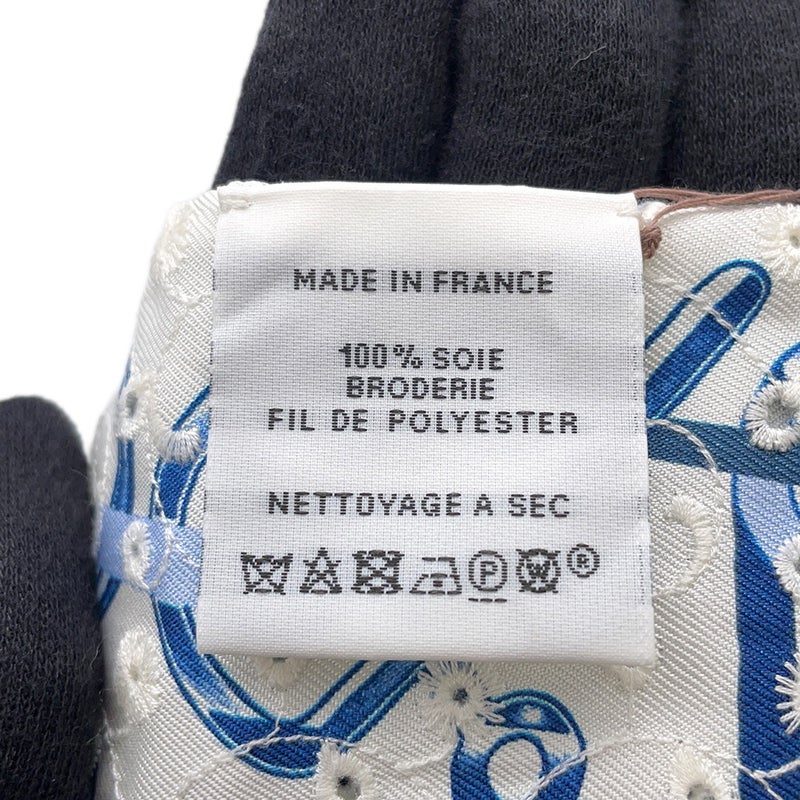 MADE IN FRANCE
100% SOIE
BRODERIE
FIL DE POLYESTER
NETTOYAGE A SEC
P W ®